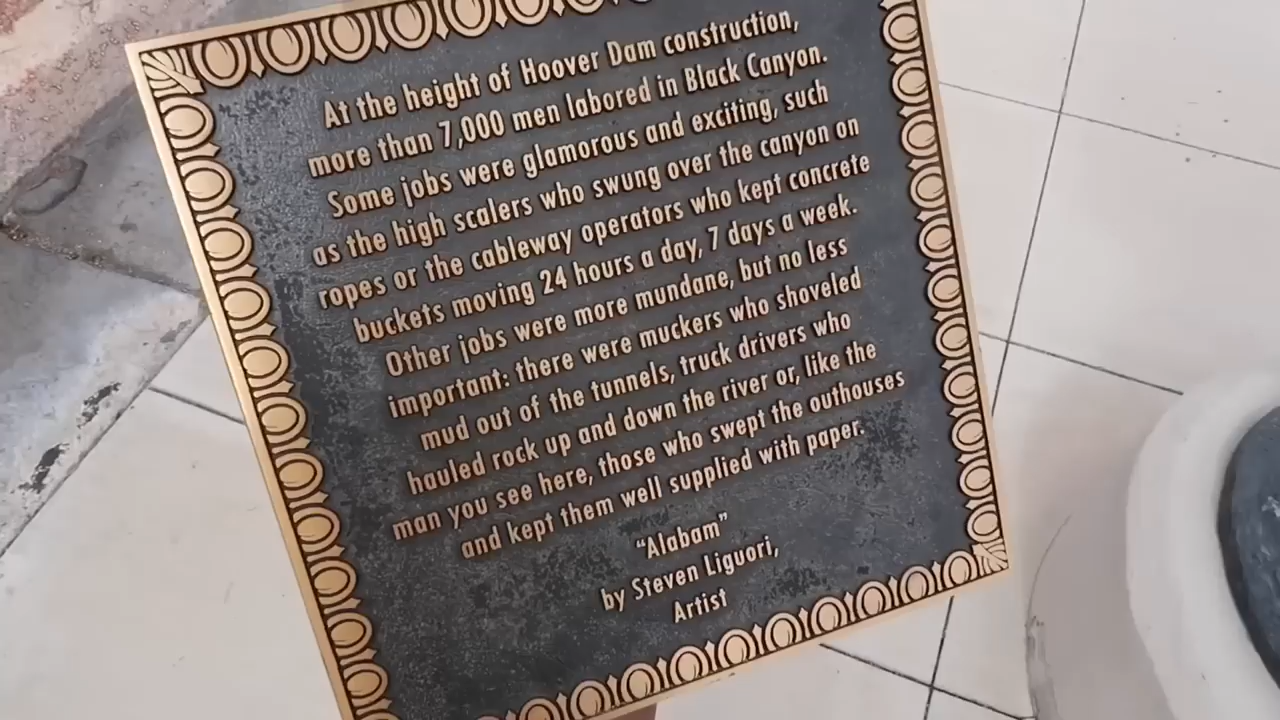 At the height of Hoover Dam construction,
more than 7,000 men labored in Black Canyon.
Some jobs were glamorous and exciting, such
as the high scalers who swung over the canyon on
ropes or the cableway operators who kept concrete
buckets moving 24 hours a day, 7 days a week.
Other jobs were more mundane, but no less
important: there were muckers who shoveled
mud out of the tunnels, truck drivers who
hauled rock up and down the river or, like the
man you see here, those who swept the outhouses
and kept them well supplied with paper.
“Alabam”
by Steven Liguori,
Artist